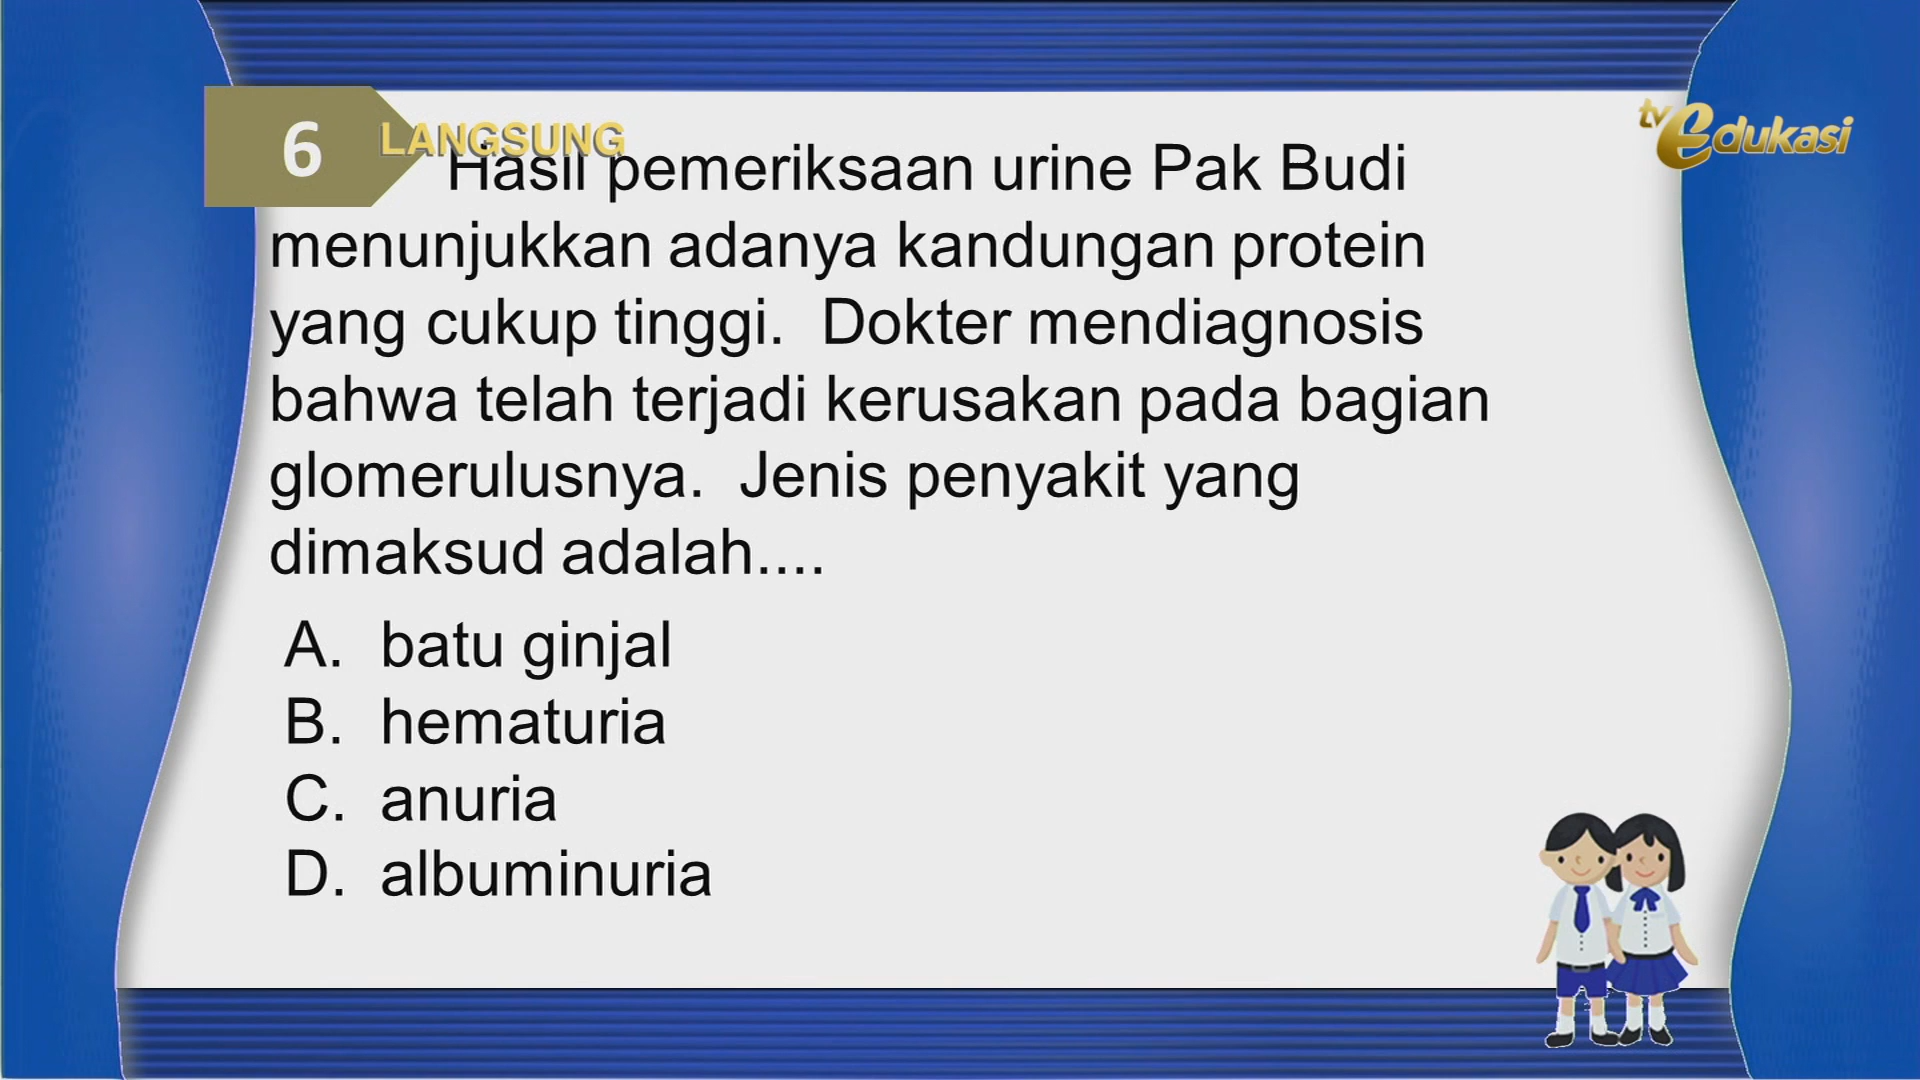 6
LANGSUNG
tv edukasi
Hasil pemeriksaan urine Pak Budi
menunjukkan adanya kandungan protein
yang cukup tinggi. Dokter mendiagnosis
bahwa telah terjadi kerusakan pada bagian
glomerulusnya. Jenis penyakit yang
dimaksud adalah....
A. batu ginjal
B. hematuria
C. anuria
D. albuminuria